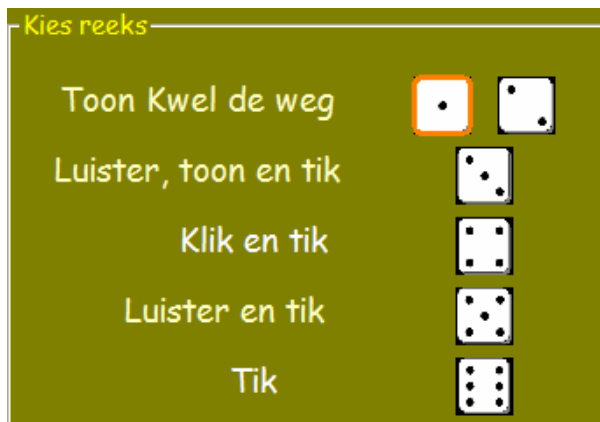 Kies reeks
Toon Kwel de weg
Luister, toon en tik
Klik en tik
Luister en tik
Tik